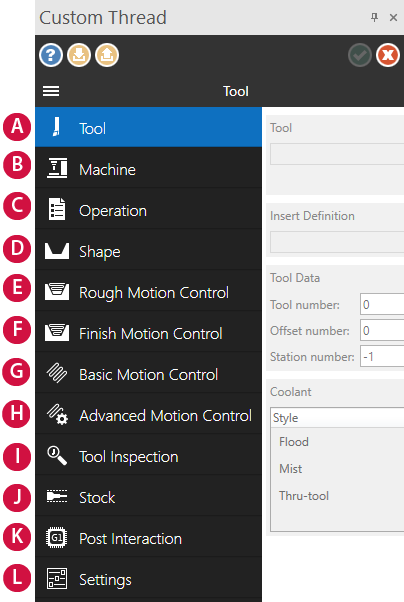 Custom Thread
?
Tool
A Tool
B Machine
C Operation
D Shape
E Rough Motion Control
F Finish Motion Control
G Basic Motion Control
H Advanced Motion Control
I Tool Inspection
J Stock
K G1 Post Interaction
L Settings
Tool
Insert Definition
Tool Data
Tool number: 0
Offset number: 0
Station number: -1
Coolant
Style
Flood
Mist
Thru-tool